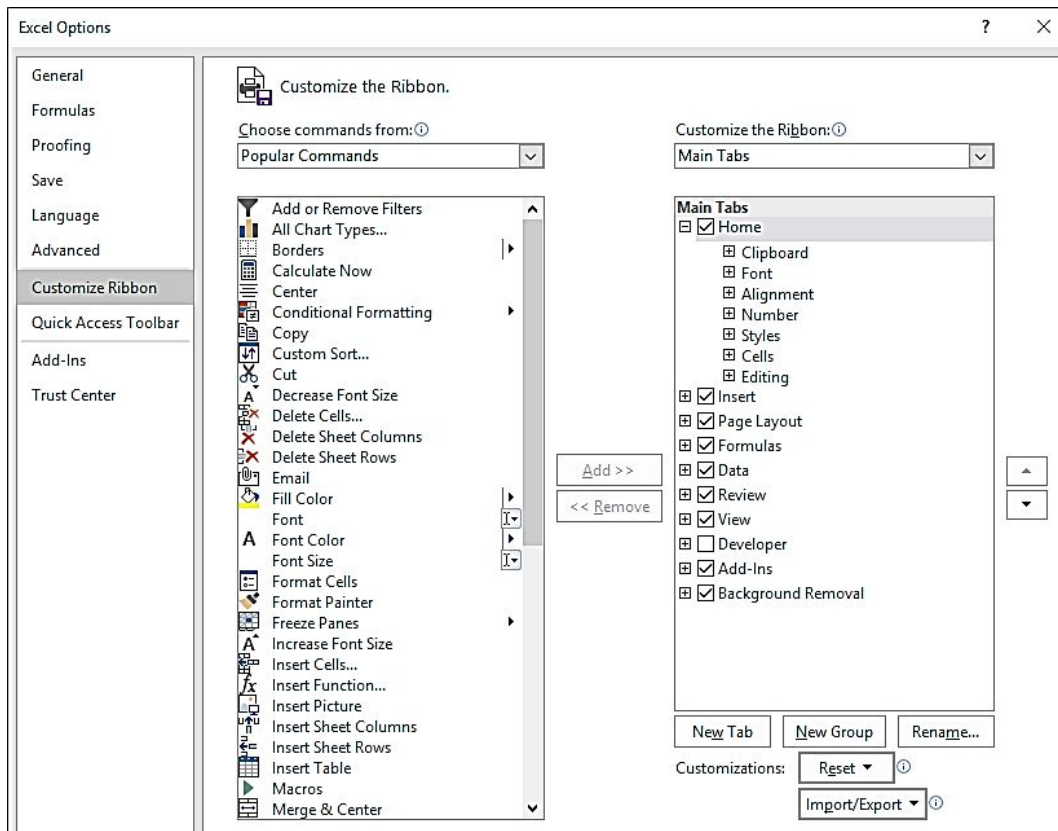 Excel Options
?
General
Formulas
Proofing
Save
Language
Advanced
Customize Ribbon
Quick Access Toolbar
Add-Ins
Trust Center
Customize the Ribbon.
Choose commands from:
Popular Commands
Add or Remove Filters
All Chart Types...
Borders
Calculate Now
Center
Conditional Formatting
Copy
Custom Sort...
Cut
Decrease Font Size
Delete Cells...
Delete Sheet Columns
Delete Sheet Rows
Email
Fill Color
Font
Font Color
Font Size
Format Cells
Format Painter
Freeze Panes
Increase Font Size
Insert Cells...
Insert Function...
Insert Picture
Insert Sheet Columns
Insert Sheet Rows
Insert Table
Macros
Merge & Center
Add >>
<< Remove
Customize the Ribbon:
Main Tabs
Main Tabs
Home
Clipboard
Font
Alignment
Number
Styles
Cells
Editing
Insert
Page Layout
Formulas
Data
Review
View
Developer
Add-Ins
Background Removal
New Tab New Group Rename...
Customizations: Reset
Import/Export